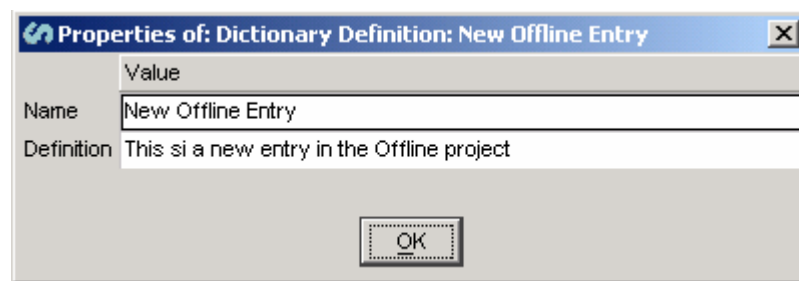 Properties of: Dictionary Definition: New Offline Entry
Value
Name New Offline Entry
Definition This si a new entry in the Offline project
OK